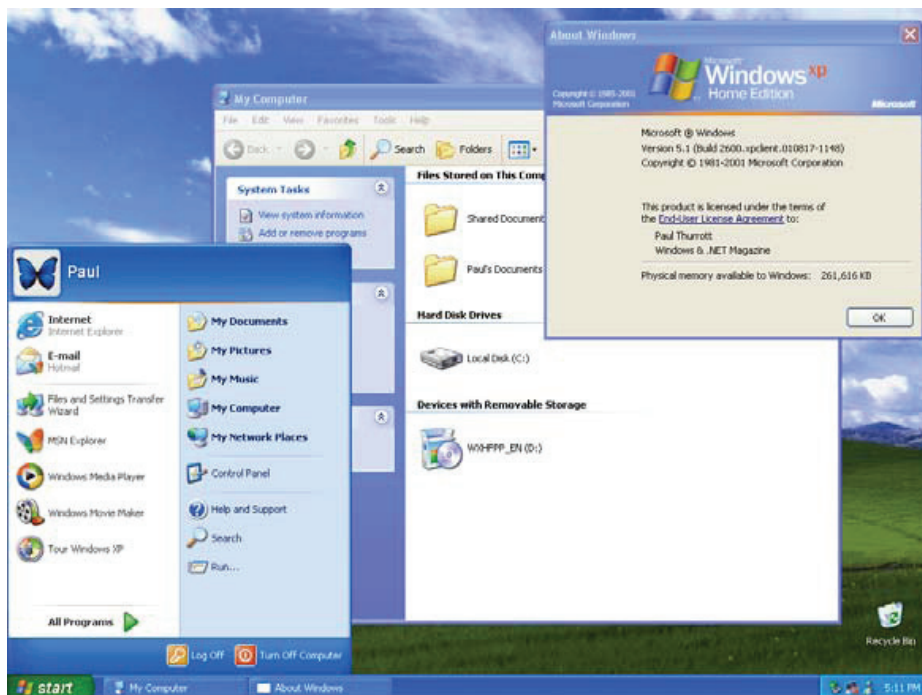 About Windows
Copyright © 1985-2001
Microsoft Corporation
Windows xp
Home Edition
Microsoft
Microsoft ® Windows
Version 5.1 (Build 2600.xpclient.010817-1148)
Copyright © 1981-2001 Microsoft Corporation
This product is licensed under the terms of
the End-User License Agreement to:
Paul Thurrott
Windows & .NET Magazine
Physical memory available to Windows: 261,616 KB
OK
My Computer
File Edit View Favorites Tools Help
Back Search Folders
System Tasks
View system information
Add or remove programs
Files Stored on This Comp
Shared Document
Paul's Documents
Hard Disk Drives
Local Disk (C:)
Devices with Removable Storage
WXHFPP_EN (D:)
Paul
Internet
Internet Explorer
E-mail
Hotmail
Files and Settings Transfer
Wizard
MSN Explorer
Windows Media Player
Windows Movie Maker
Tour Windows XP
All Programs
My Documents
My Pictures
My Music
My Computer
My Network Places
Control Panel
Help and Support
Search
Run...
Log Off Turn Off Computer
Recycle Bin
start My Computer About Windows 5:11 PM